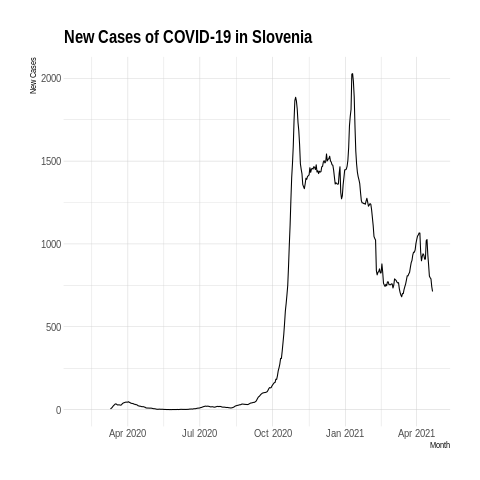 New Cases of COVID-19 in Slovenia
New Cases
2000
1500
1000
500
0
Apr 2020 Jul 2020 Oct 2020 Jan 2021 Apr 2021
Month